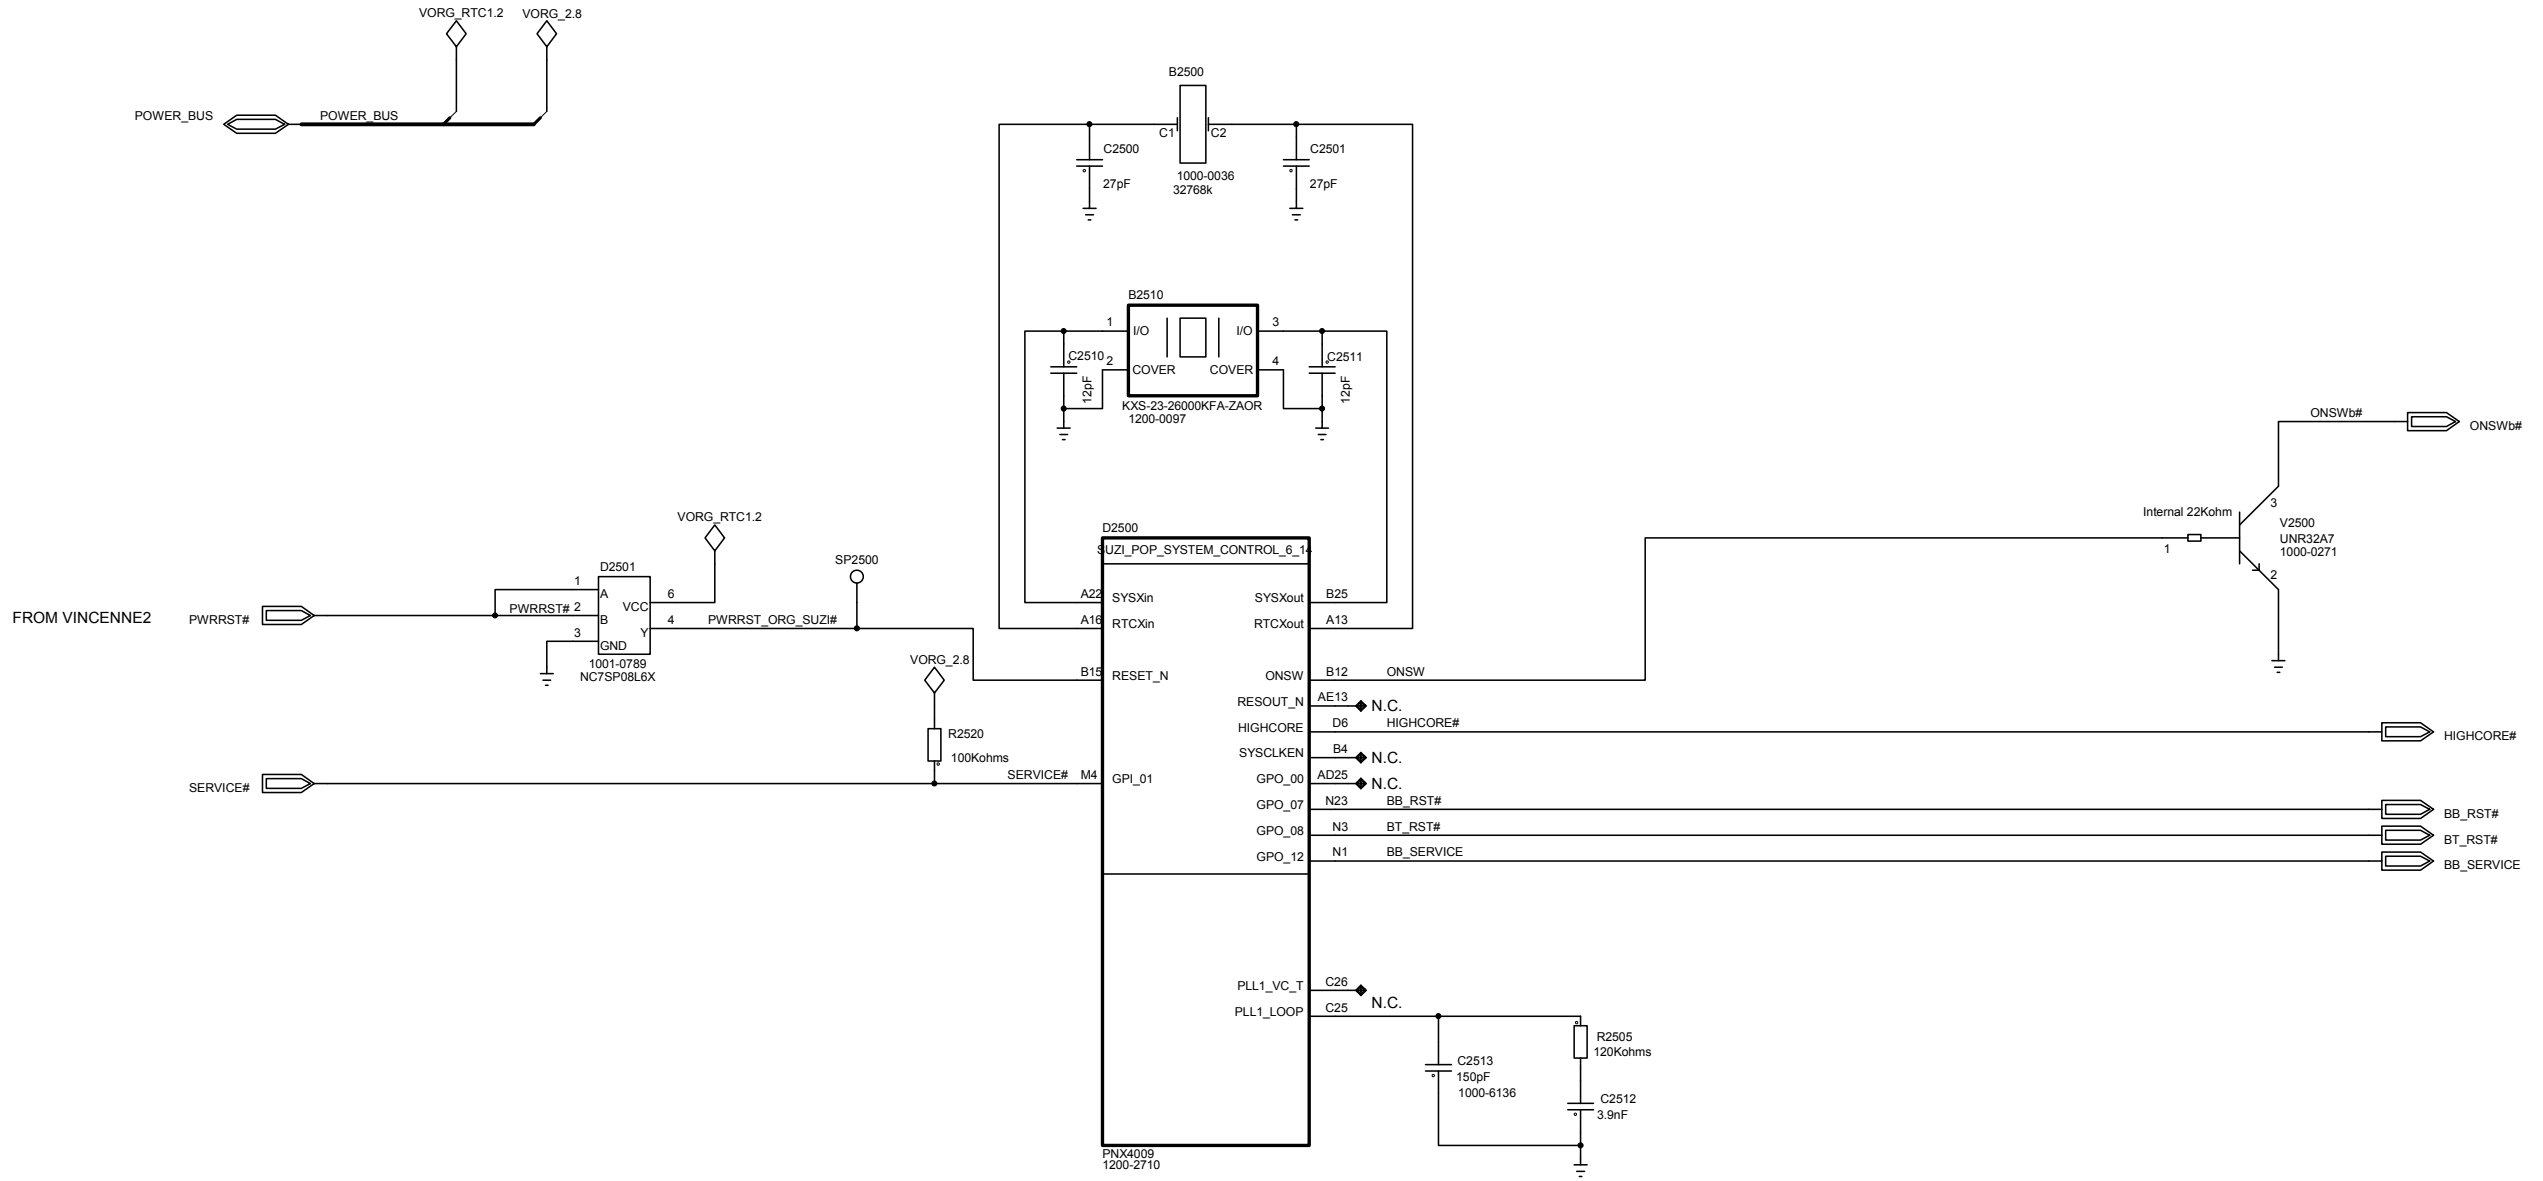 VORG_RTC1.2
VORG_2.8
POWER_BUS
POWER_BUS
B2500
C1
C2
C2500
27pF
C2501
27pF
1000-0036
32768k
B2510
1
I/O
I/O
3
C2510
2
COVER
COVER
4
C2511
12pF
12pF
KXS-23-26000KFA-ZAOR
1200-0097
ONSWb#
ONSWb#
Internal 22Kohm
3
V2500
UNR32A7
1000-0271
1
2
VORG_RTC1.2
D2501
1
A
6
VCC
FROM VINCENNE2
PWRRST#
PWRRST#
2
B
4
Y
PWRRST_ORG_SUZI#
3
GND
1001-0789
NC7SP08L6X
SP2500
VORG_2.8
R2520
100Kohms
SERVICE#
SERVICE#
D2500
SUZI_POP_SYSTEM_CONTROL_6_14
A22
SYSXin
SYSXout
B25
A16
RTCXin
RTCXout
A13
B15
RESET_N
ONSW
B12
ONSW
RESOUT_N
AE13
N.C.
HIGHCORE
D6
HIGHCORE#
HIGHCORE#
SYSCLKEN
B4
N.C.
M4
GPI_01
GPO_00
AD25
N.C.
GPO_07
N23
BB_RST#
BB_RST#
GPO_08
N3
BT_RST#
BT_RST#
GPO_12
N1
BB_SERVICE
BB_SERVICE
PLL1_VC_T
C26
N.C.
PLL1_LOOP
C25
R2505
120Kohms
C2513
150pF
1000-6136
C2512
3.9nF
PNX4009
1200-2710